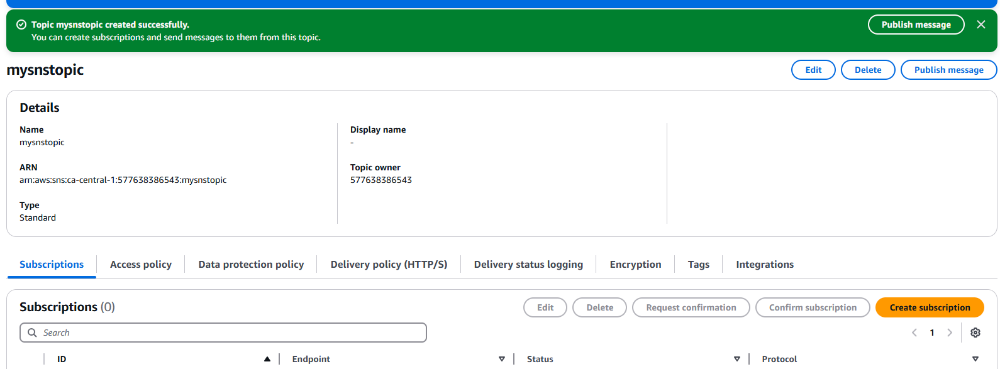 Topic mysnstopic created successfully.
You can create subscriptions and send messages to them from this topic.
Publish message
mysnstopic
Edit
Delete
Publish message
Details
Name
mysnstopic
ARN
arn:aws:sns:ca-central-1:577638386543:mysnstopic
Type
Standard
Display name
-
Topic owner
577638386543
Subscriptions
Access policy
Data protection policy
Delivery policy (HTTP/S)
Delivery status logging
Encryption
Tags
Integrations
Subscriptions (0)
Edit
Delete
Request confirmation
Confirm subscription
Create subscription
Search
1
ID
Endpoint
Status
Protocol